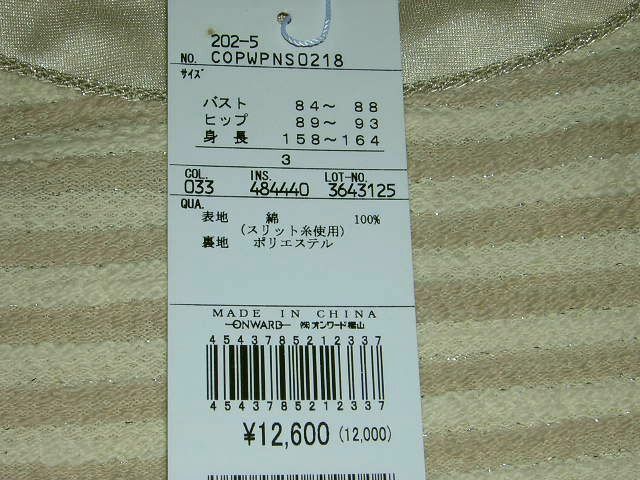 202-5
NO. COPWPNS0218
サイズ
バスト 84～ 88
ヒップ 89～ 93
身長 158～164
3
COL. INS. LOT-NO.
033 484440 3643125
QUA.
表地 綿 100%
(スリット糸使用)
裏地 ポリエステル
MADE IN CHINA
ONWARD ㈱オンワード樫山
4543785212337
4543785212337
¥12,600 (12,000)